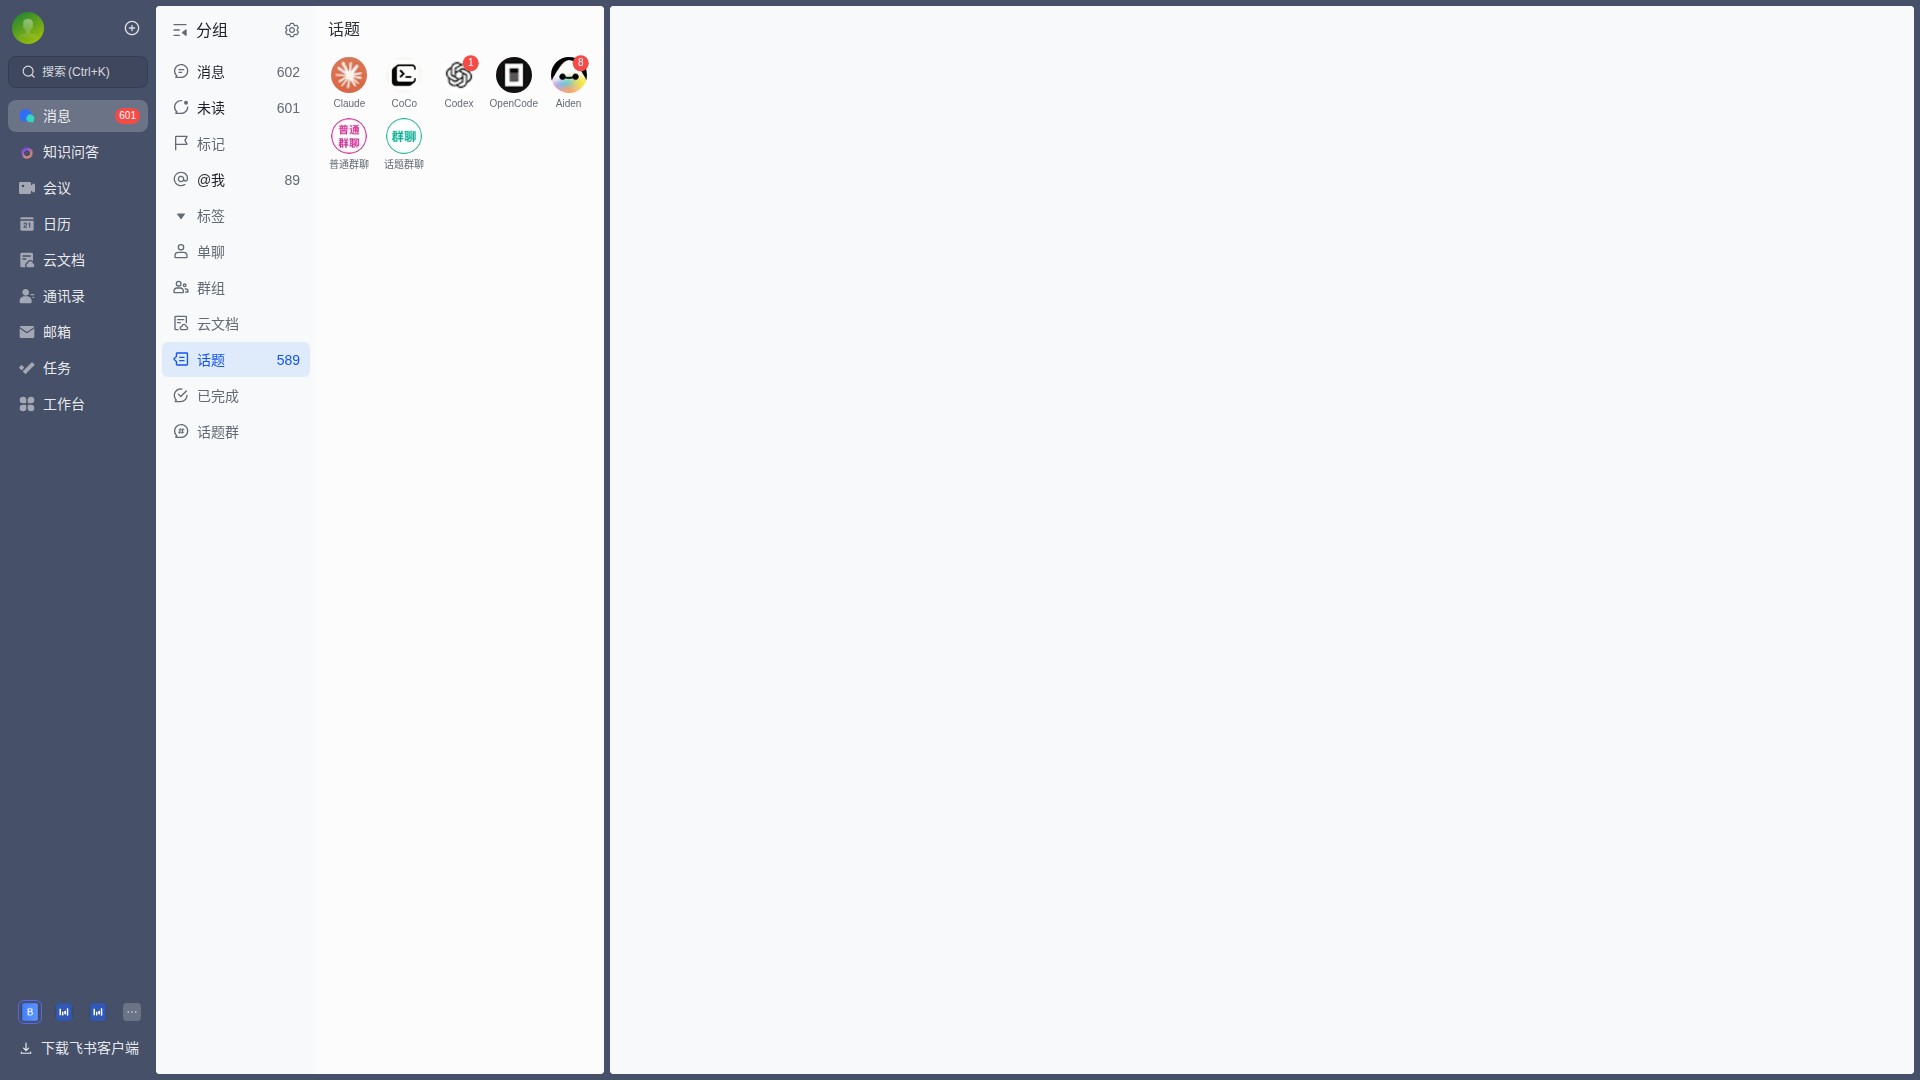 搜索 (Ctrl+K)
消息 601
知识问答
会议
日历
云文档
通讯录
邮箱
任务
工作台
B
下载飞书客户端
分组
消息 602
未读 601
标记
@我 89
标签
单聊
群组
云文档
话题 589
已完成
话题群
话题
1
8
Claude CoCo Codex OpenCode Aiden
普通
群聊
群聊
普通群聊 话题群聊